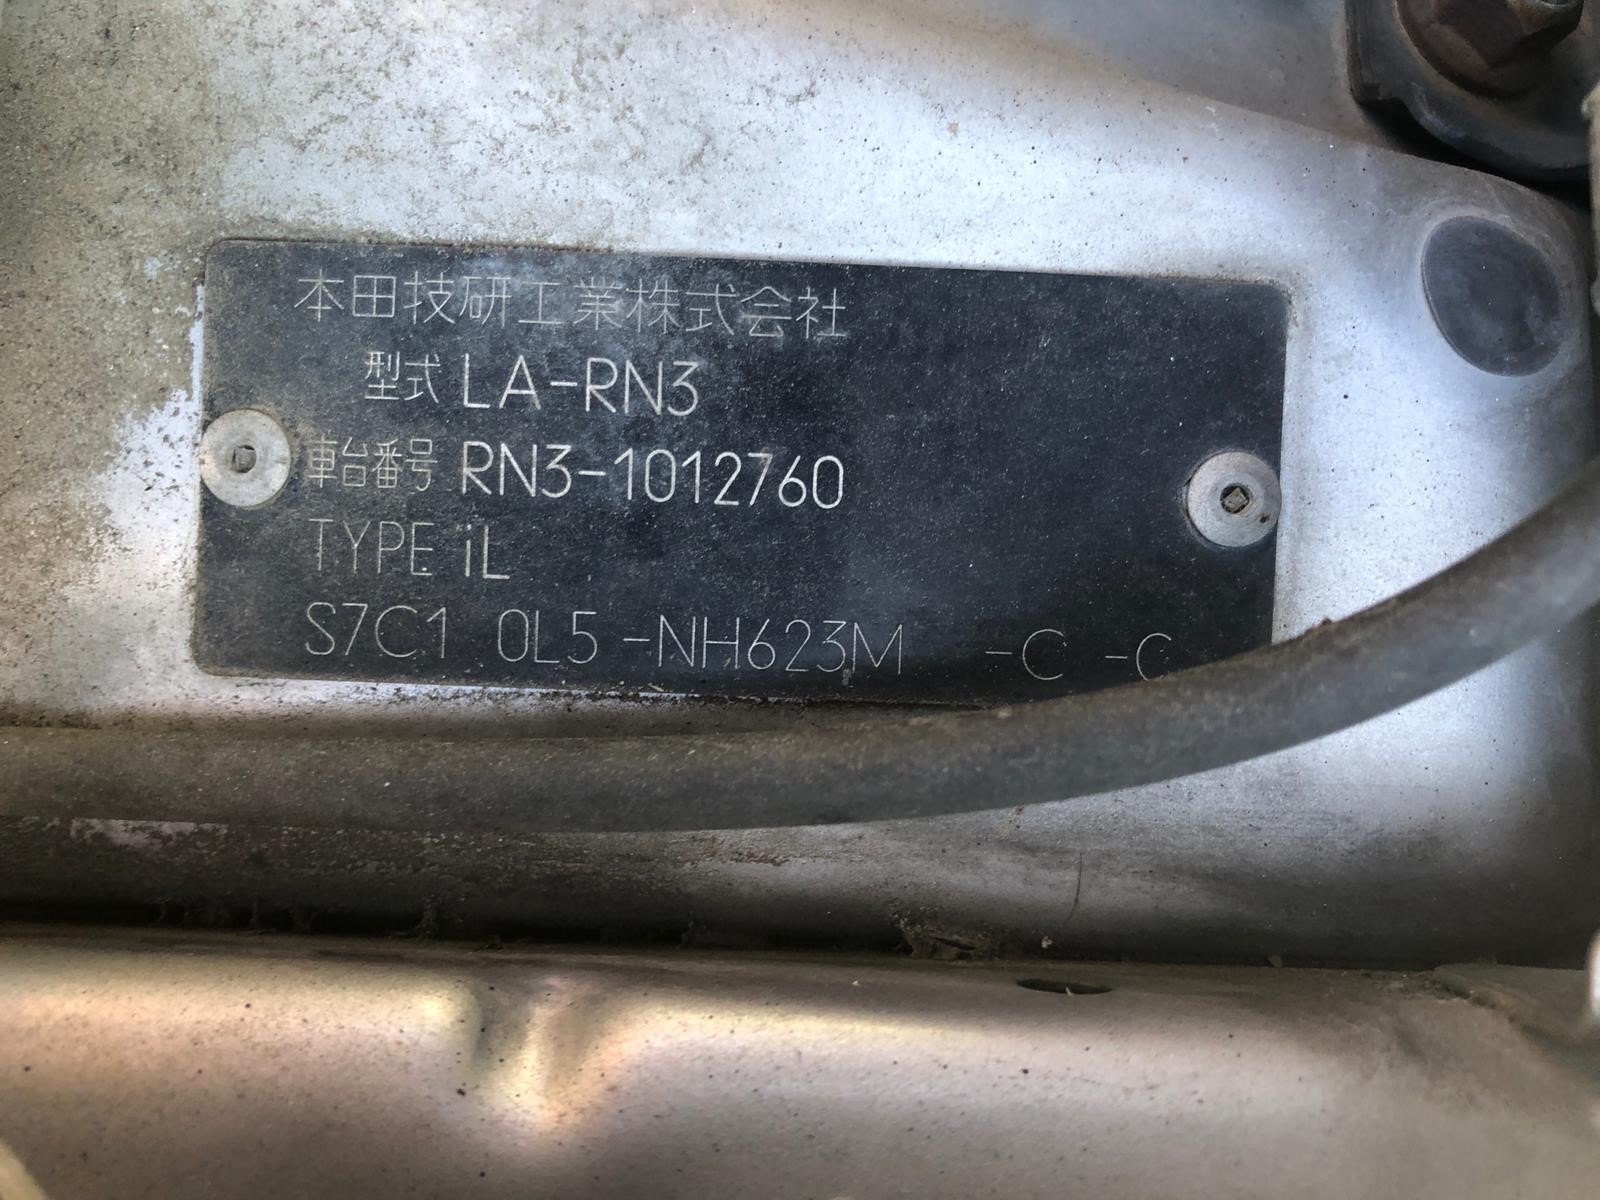 本田技研工業株式会社
型式 LA-RN3
車台番号 RN3-1012760
TYPE iL
S7C1 0L5 -NH623M -C -C